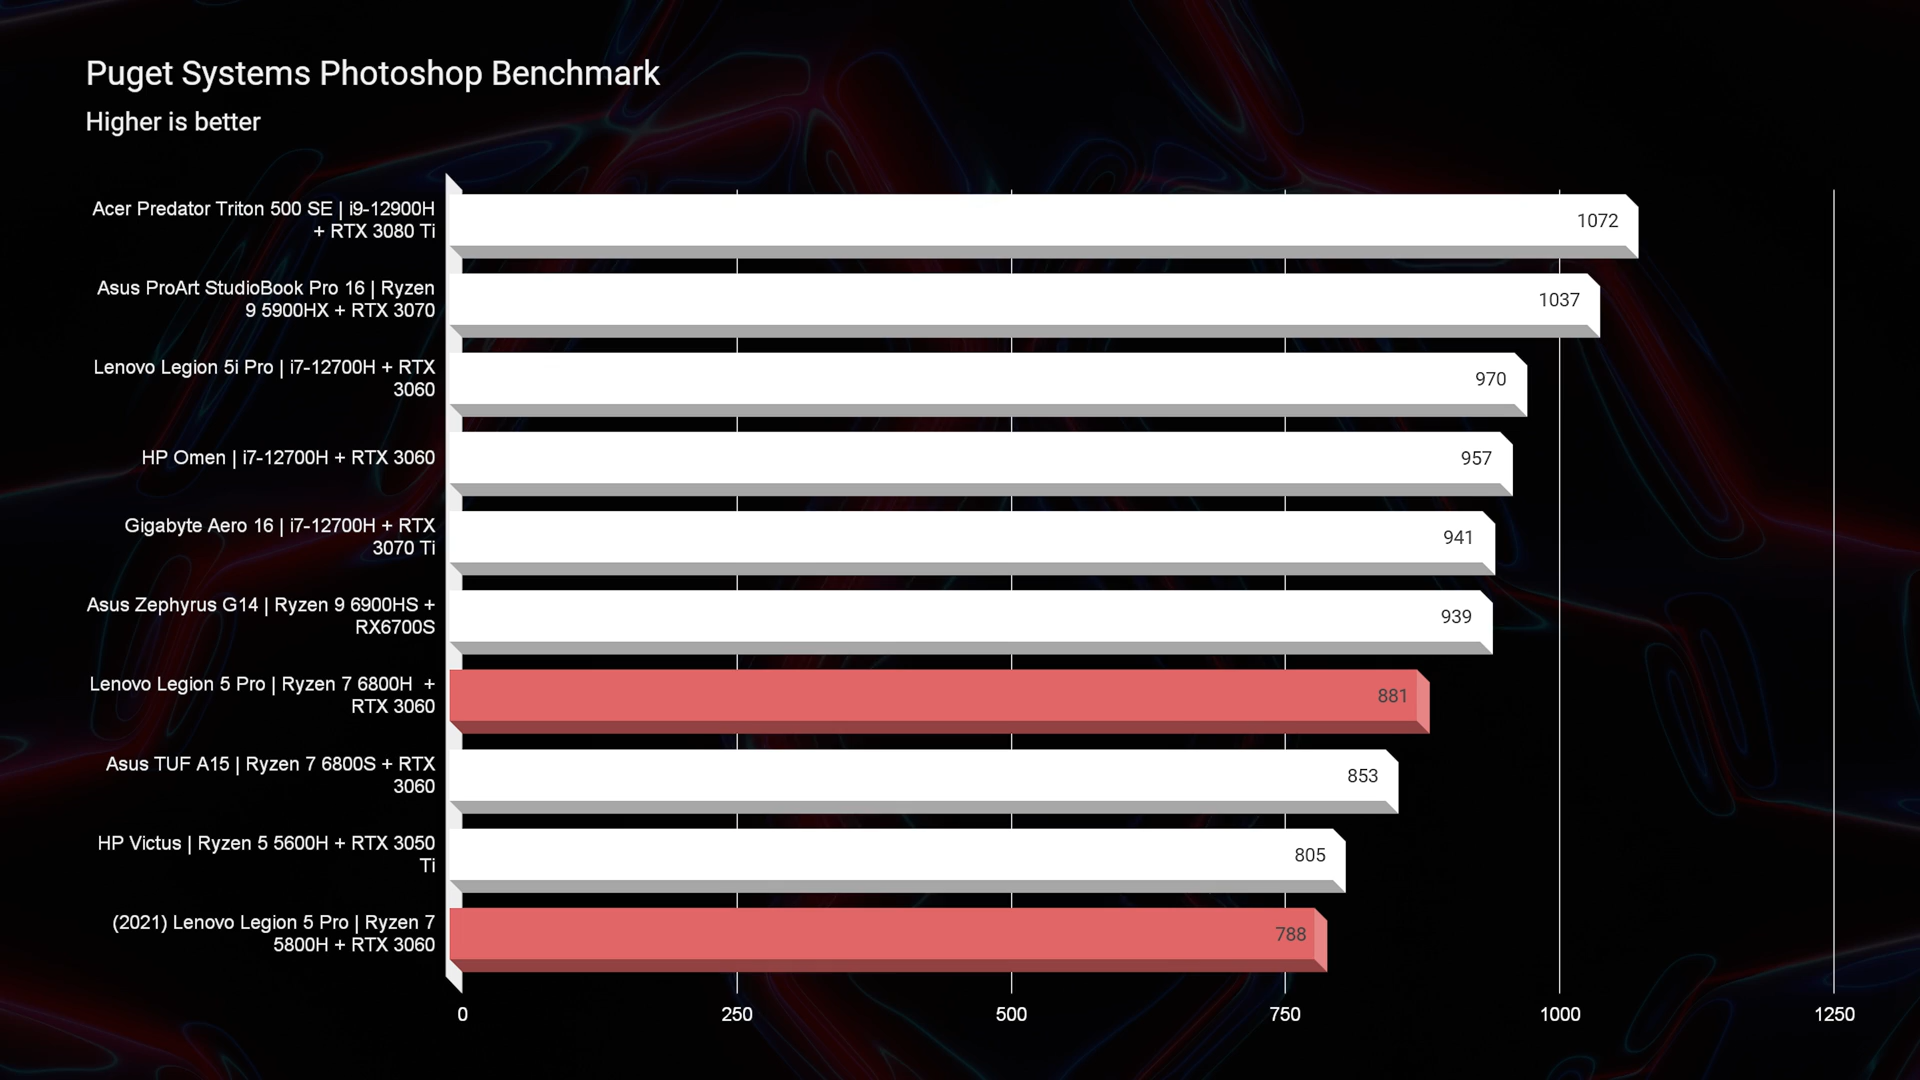 Puget Systems Photoshop Benchmark
Higher is better
Acer Predator Triton 500 SE | i9-12900H
+ RTX 3080 Ti
1072
Asus ProArt StudioBook Pro 16 | Ryzen
9 5900HX + RTX 3070
1037
Lenovo Legion 5i Pro | i7-12700H + RTX
3060
970
HP Omen | i7-12700H + RTX 3060
957
Gigabyte Aero 16 | i7-12700H + RTX
3070 Ti
941
Asus Zephyrus G14 | Ryzen 9 6900HS +
RX6700S
939
Lenovo Legion 5 Pro | Ryzen 7 6800H +
RTX 3060
881
Asus TUF A15 | Ryzen 7 6800S + RTX
3060
853
HP Victus | Ryzen 5 5600H + RTX 3050
Ti
805
(2021) Lenovo Legion 5 Pro | Ryzen 7
5800H + RTX 3060
788
0 250 500 750 1000 1250